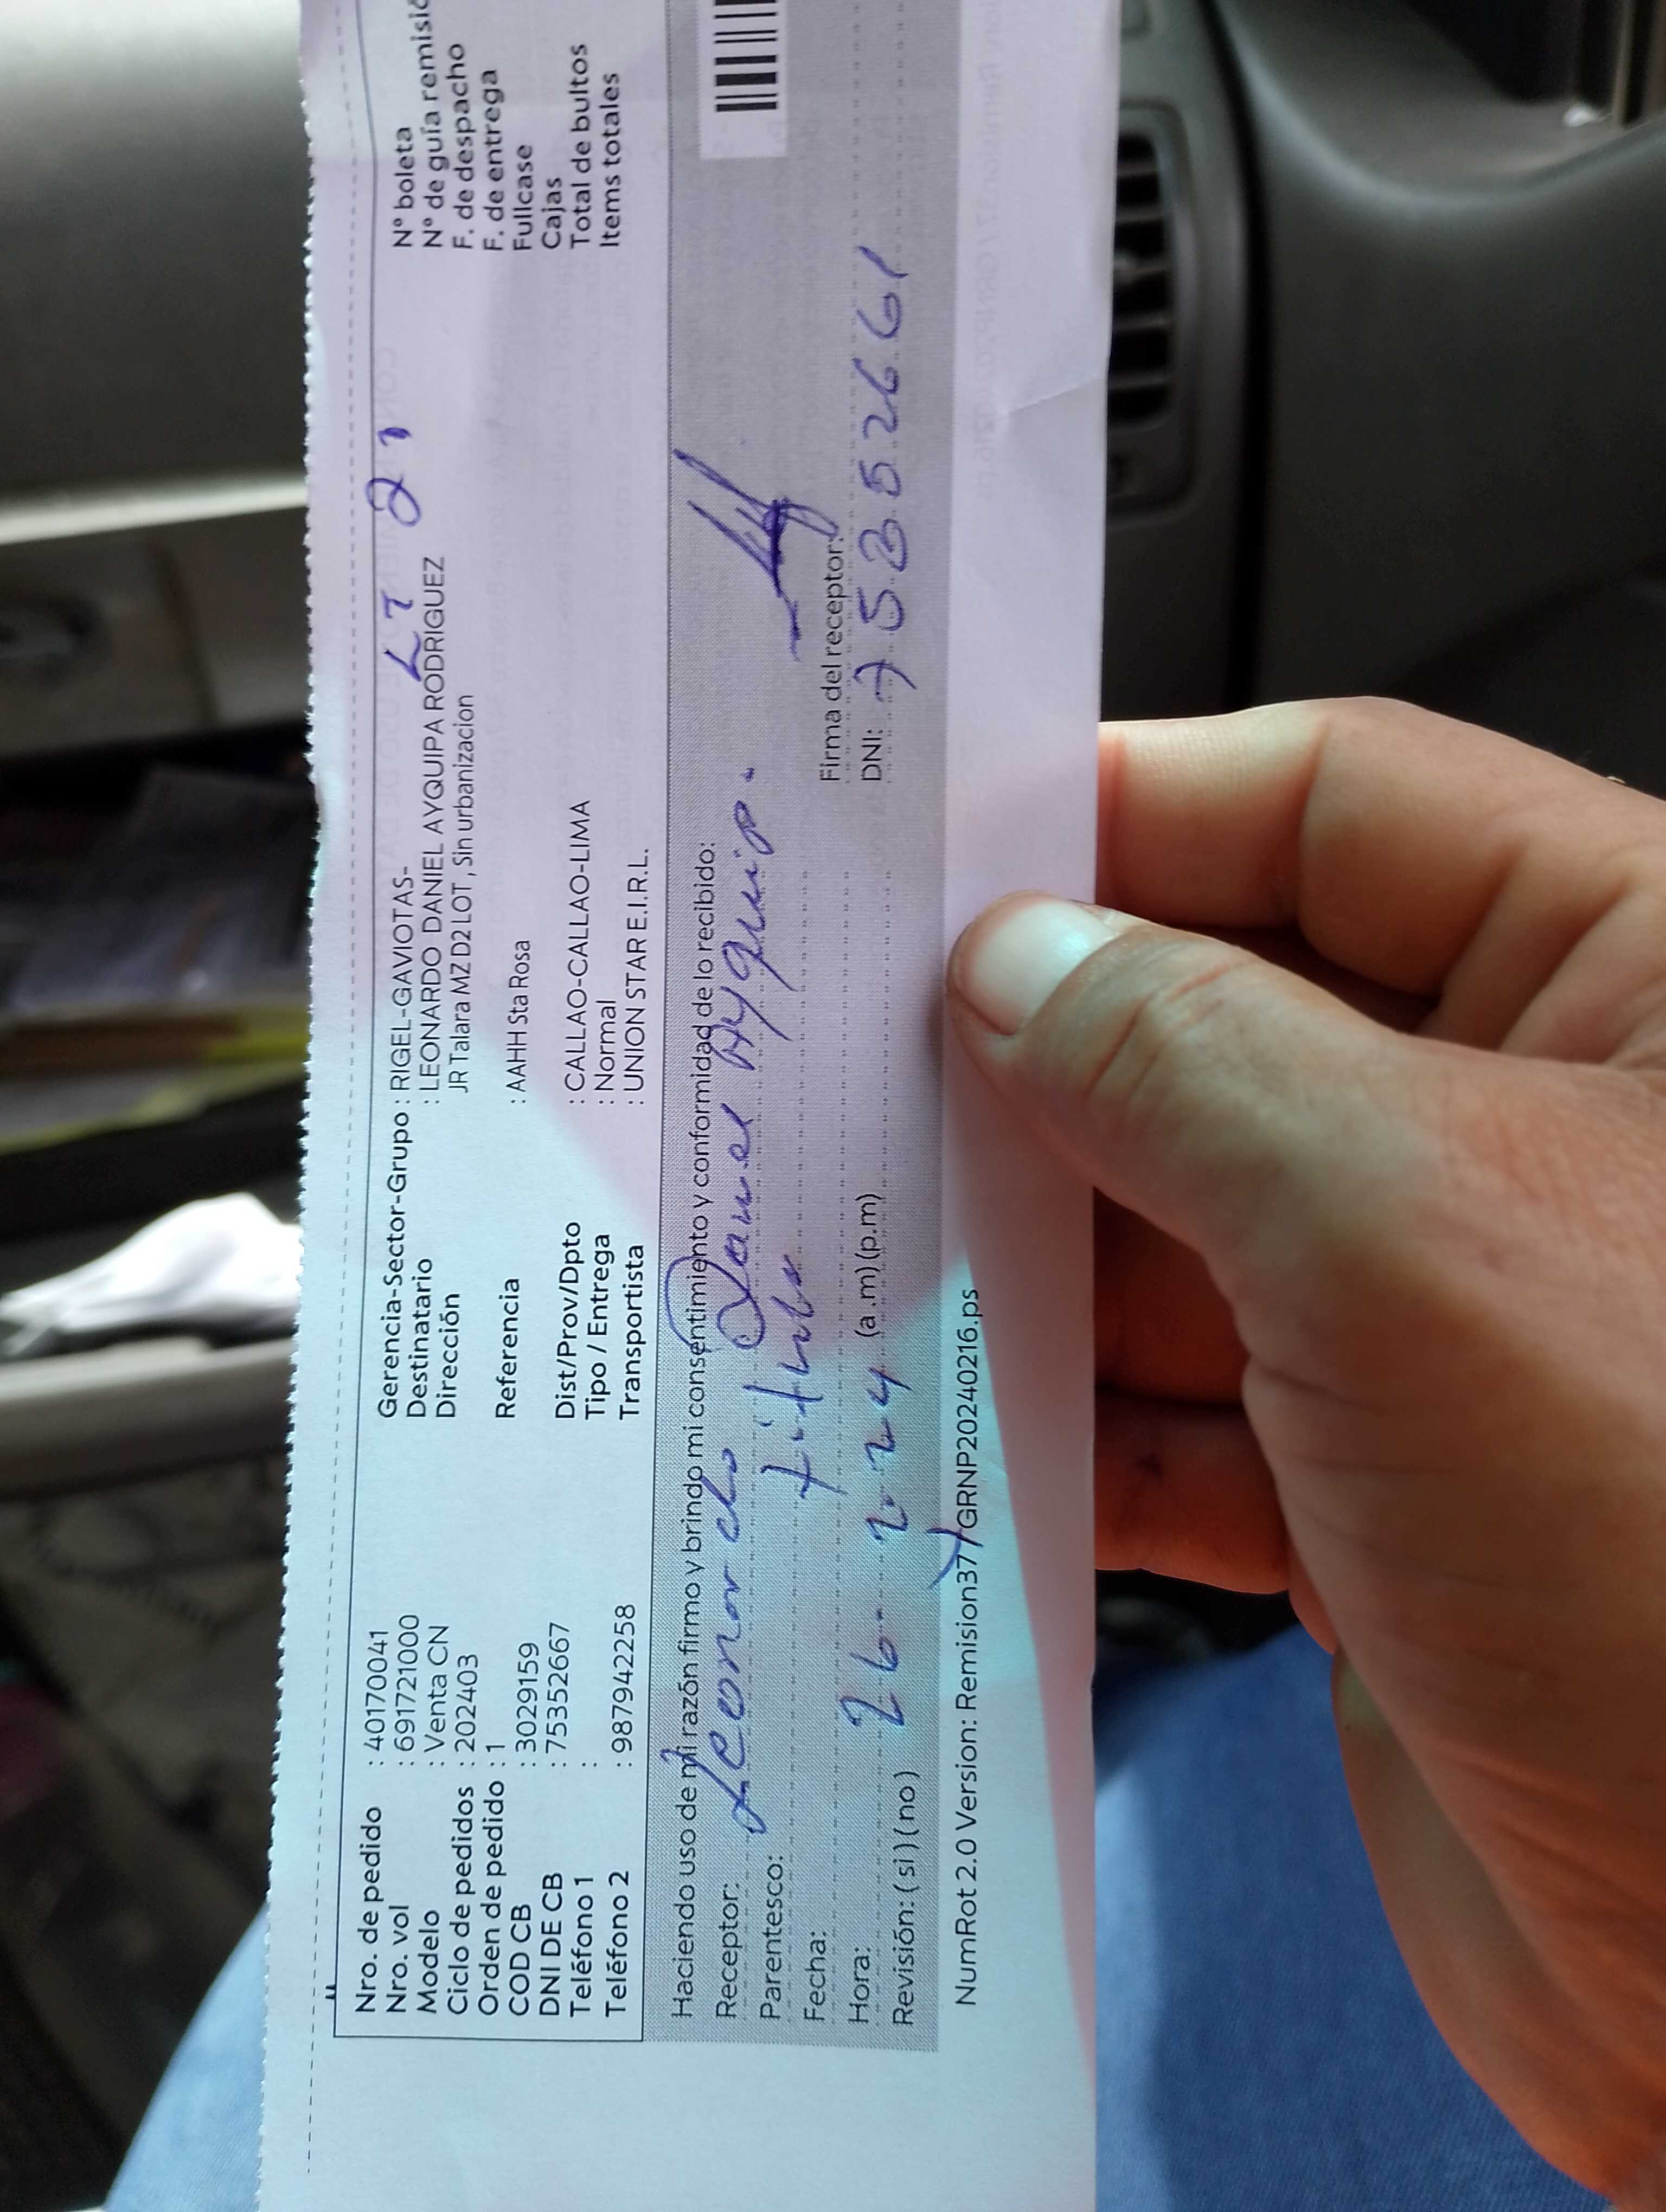 Nro. de pedido : 40170041
Nro. vol : 691721000
Modelo : Venta CN
Ciclo de pedidos : 202403
Orden de pedido : 1
COD CB : 3029159
DNI DE CB : 75352667
Teléfono 1 :
Teléfono 2 : 987942258
Gerencia-Sector-Grupo : RIGEL-GAVIOTAS-
LT 21
Destinatario : LEONARDO DANIEL AYQUIPA RODRIGUEZ
Dirección JR Talara MZ D2 LOT , Sin urbanizacion
Referencia : AAHH Sta Rosa
Dist/Prov/Dpto : CALLAO-CALLAO-LIMA
Tipo / Entrega : Normal
Transportista : UNION STAR E.I.R.L.
N° boleta
N° de guía remisió
F. de despacho
F. de entrega
Fullcase
Cajas
Total de bultos
Items totales
Haciendo uso de mi razón firmo y brindo mi consentimiento y conformidad de lo recibido:
Receptor: Leonardo Daniel Ayquip.
Parentesco: titular
Fecha: 26- 2- 24
Hora: (a.m)(p.m)
Revisión: (si) (no)
Firma del receptor:
DNI: 75352661
NumRot 2.0 Version: Remision37/GRNP20240216.ps